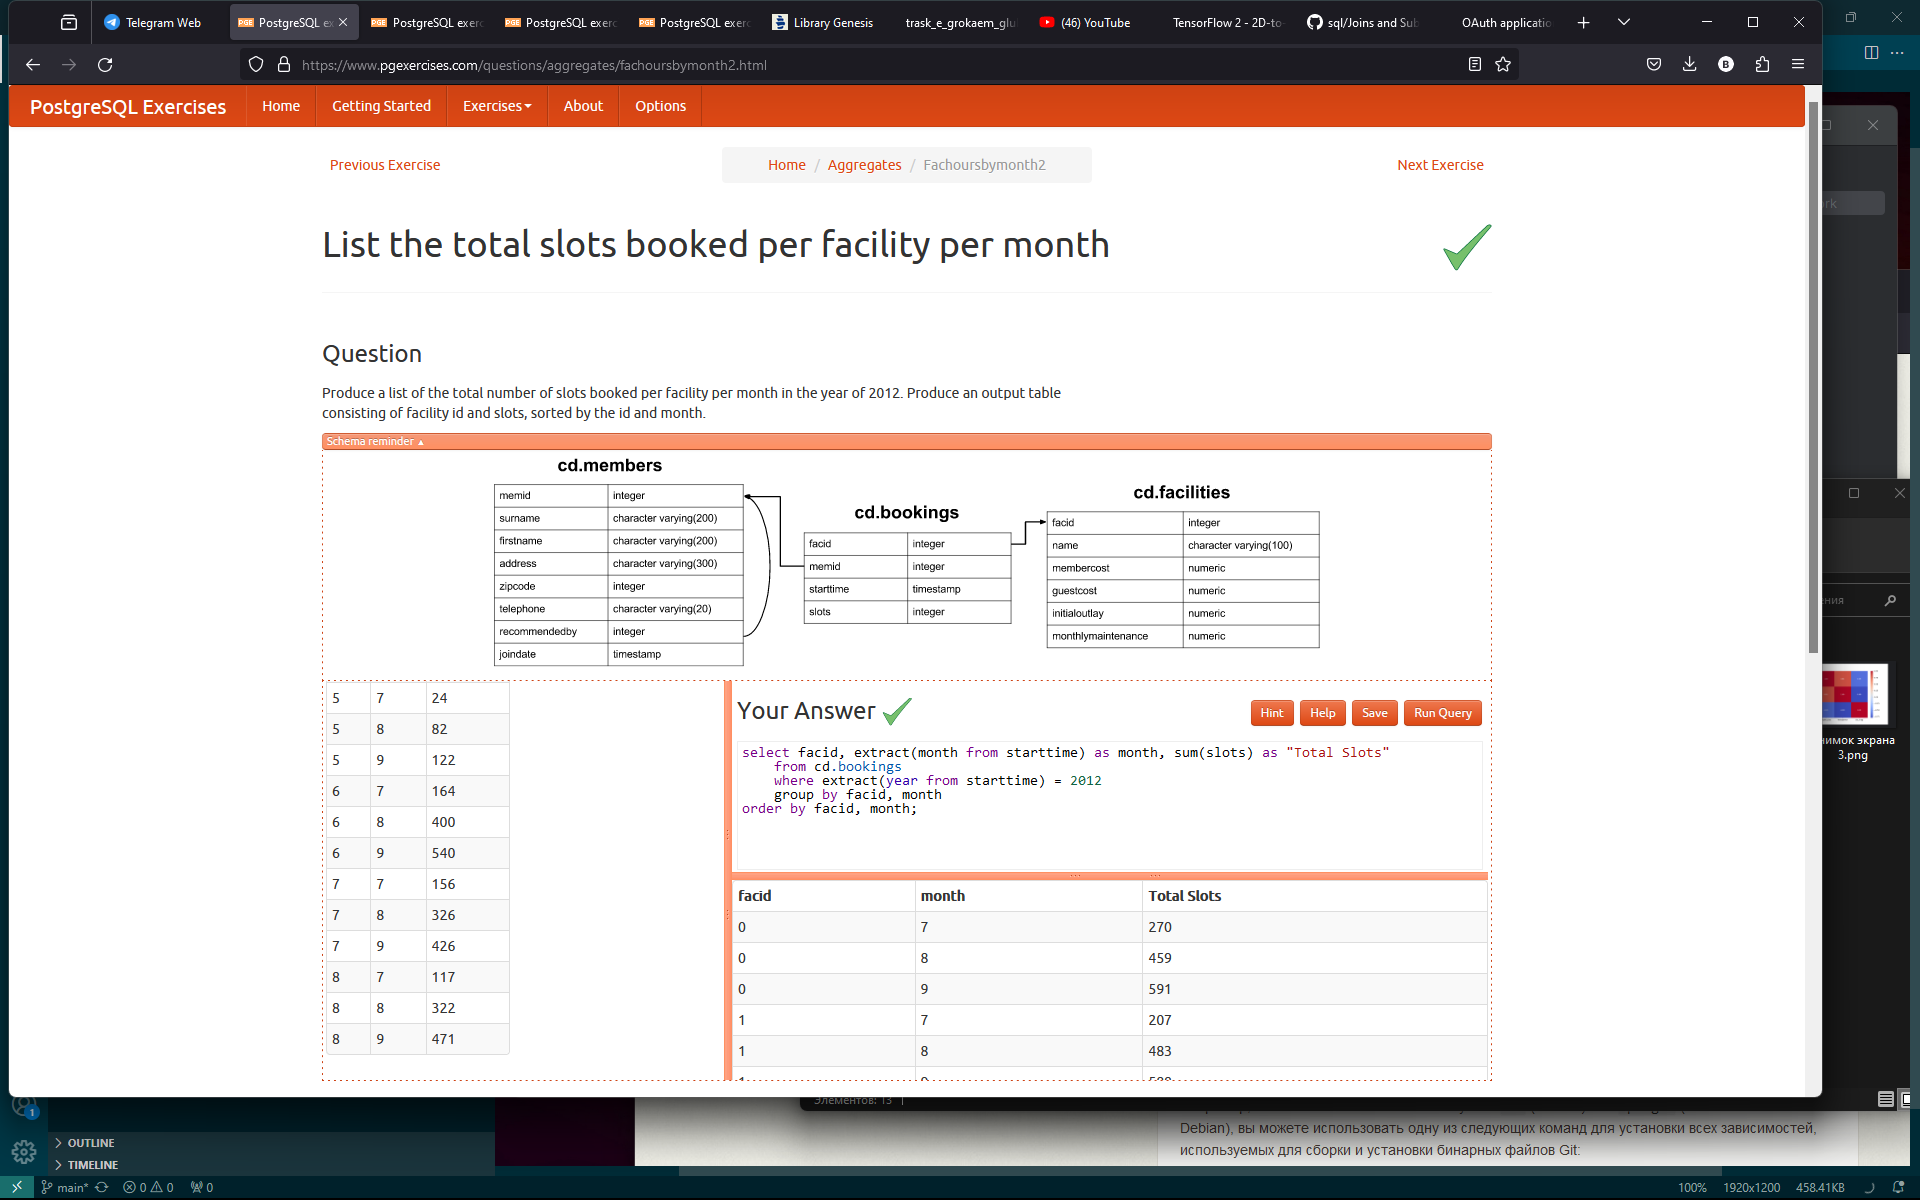 Telegram Web
PGE PostgreSQL ex
PGE PostgreSQL exerc
PGE PostgreSQL exerc
PGE PostgreSQL exerc
Library Genesis
trask_e_grokaem_glu
(46) YouTube
TensorFlow 2 - 2D-to-
sql/Joins and Sub
OAuth applicatio
https://www.pgexercises.com/questions/aggregates/fachoursbymonth2.html
PostgreSQL Exercises
Home
Getting Started
Exercises
About
Options
Previous Exercise
Home / Aggregates / Fachoursbymonth2
Next Exercise
List the total slots booked per facility per month
Question
Produce a list of the total number of slots booked per facility per month in the year of 2012. Produce an output table
consisting of facility id and slots, sorted by the id and month.
Schema reminder ▲
cd.members
memid integer
surname character varying(200)
firstname character varying(200)
address character varying(300)
zipcode integer
telephone character varying(20)
recommendedby integer
joindate timestamp
cd.bookings
facid integer
memid integer
starttime timestamp
slots integer
cd.facilities
facid integer
name character varying(100)
membercost numeric
guestcost numeric
initialoutlay numeric
monthlymaintenance numeric
5 7 24
5 8 82
5 9 122
6 7 164
6 8 400
6 9 540
7 7 156
7 8 326
7 9 426
8 7 117
8 8 322
8 9 471
Your Answer
Hint
Help
Save
Run Query
select facid, extract(month from starttime) as month, sum(slots) as "Total Slots"
from cd.bookings
where extract(year from starttime) = 2012
group by facid, month
order by facid, month;
facid month Total Slots
0 7 270
0 8 459
0 9 591
1 7 207
1 8 483
ork
ения
нимок экрана
3.png
Элементов: 13
1
OUTLINE
TIMELINE
Debian), вы можете использовать одну из следующих команд для установки всех зависимостей,
используемых для сборки и установки бинарных файлов Git:
main*
0
0
0
100%
1920x1200
458.41KB